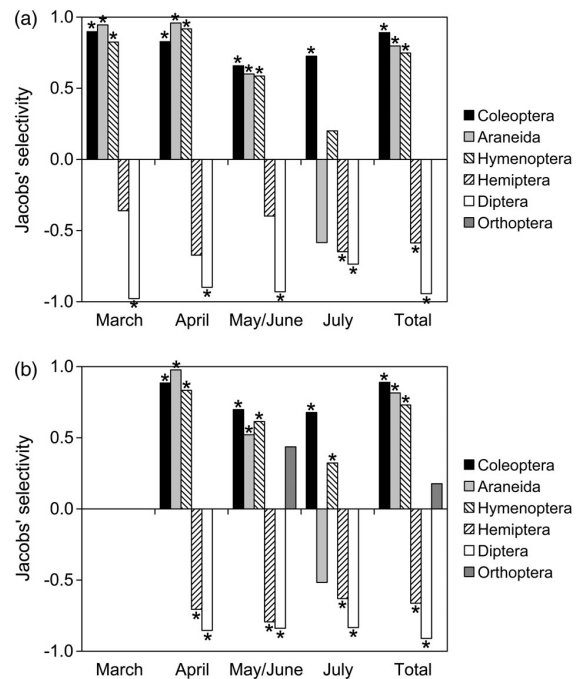 (a)
Jacobs' selectivity
1.0
0.5
0.0
-0.5
-1.0
* * * * * * * * * * * * *
* * * * * * *
March April May/June July Total
Coleoptera
Araneida
Hymenoptera
Hemiptera
Diptera
Orthoptera
(b)
Jacobs' selectivity
1.0
0.5
0.0
-0.5
-1.0
* * * * * * * * * * *
* * * * * * * *
March April May/June July Total
Coleoptera
Araneida
Hymenoptera
Hemiptera
Diptera
Orthoptera